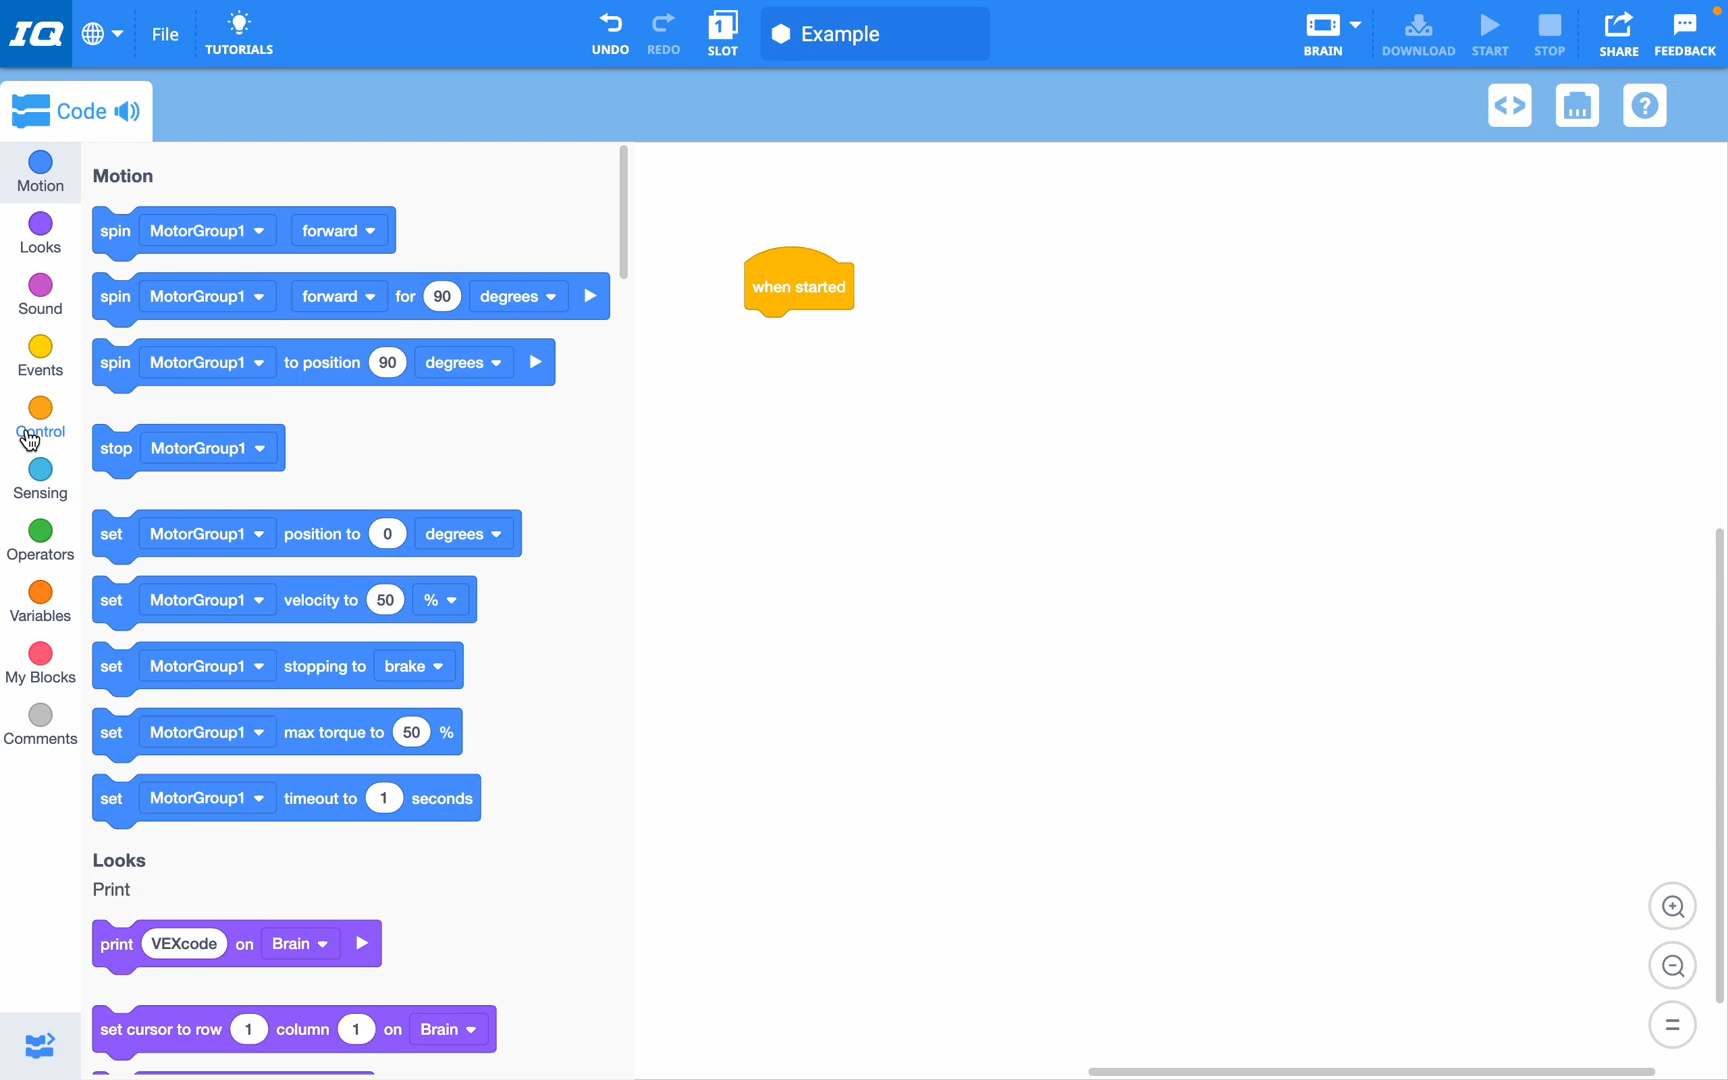 IQ File TUTORIALS UNDO REDO 1 SLOT Example BRAIN DOWNLOAD START STOP SHARE FEEDBACK
Code
Motion
Looks
Sound
Events
Control
Sensing
Operators
Variables
My Blocks
Comments
Motion
spin MotorGroup1 forward
spin MotorGroup1 forward for 90 degrees
spin MotorGroup1 to position 90 degrees
stop MotorGroup1
set MotorGroup1 position to 0 degrees
set MotorGroup1 velocity to 50 %
set MotorGroup1 stopping to brake
set MotorGroup1 max torque to 50 %
set MotorGroup1 timeout to 1 seconds
Looks
Print
print VEXcode on Brain
set cursor to row 1 column 1 on Brain
when started